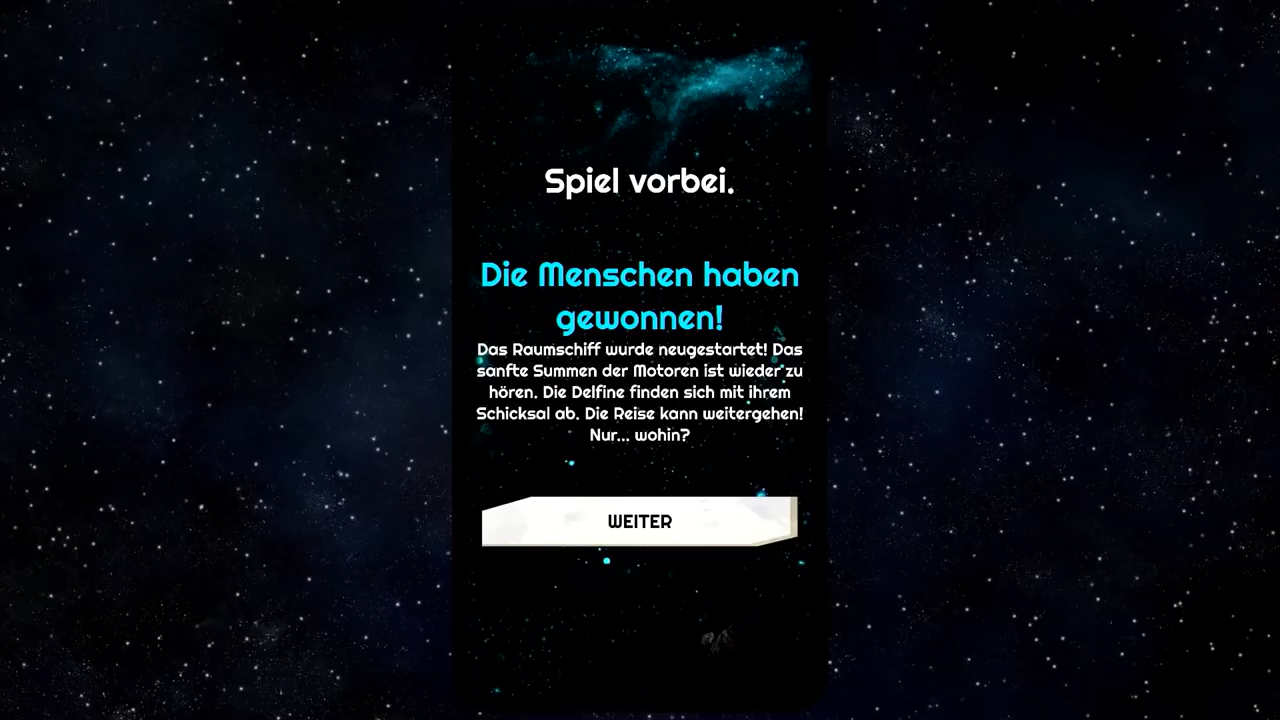 Spiel vorbei.
Die Menschen haben
gewonnen!
Das Raumschiff wurde neugestartet! Das
sanfte Summen der Motoren ist wieder zu
hören. Die Delfine finden sich mit ihrem
Schicksal ab. Die Reise kann weitergehen!
Nur... wohin?
WEITER